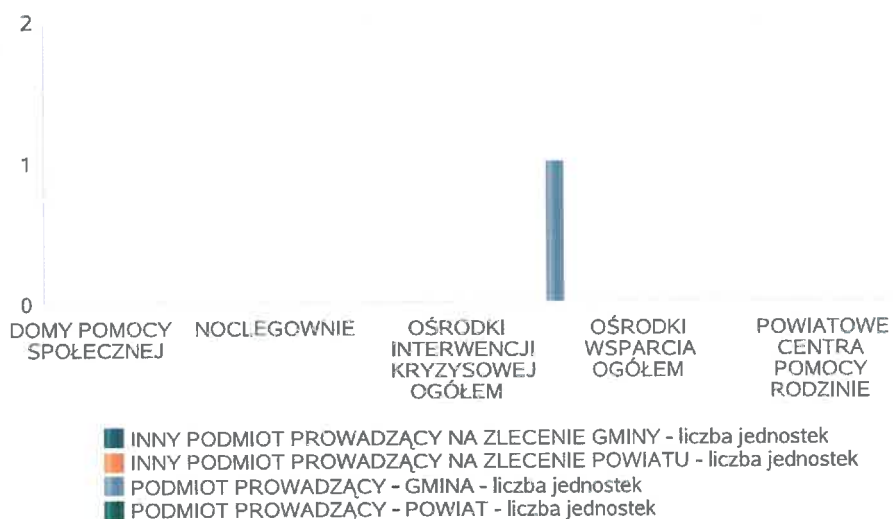 2
1
0
DOMY POMOCY
SPOŁECZNEJ
NOCLEGOWNIE
OŚRODKI
INTERWENCJI
KRYZYSOWEJ
OGÓŁEM
OŚRODKI
WSPARCIA
OGÓŁEM
POWIATOWE
CENTRA
POMOCY
RODZINIE
INNY PODMIOT PROWADZĄCY NA ZLECENIE GMINY - liczba jednostek
INNY PODMIOT PROWADZĄCY NA ZLECENIE POWIATU - liczba jednostek
PODMIOT PROWADZĄCY - GMINA - liczba jednostek
PODMIOT PROWADZĄCY - POWIAT - liczba jednostek